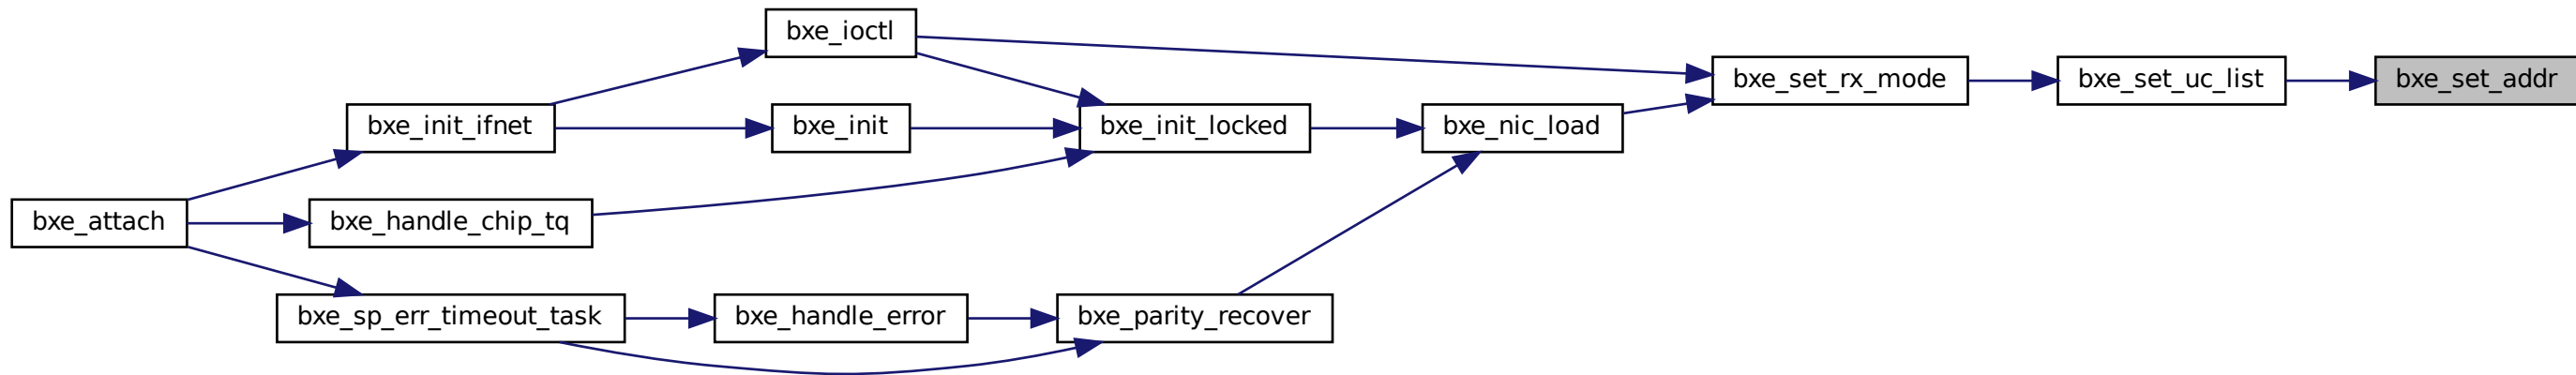 bxe_ioctl
bxe_set_rx_mode
bxe_set_uc_list
bxe_set_addr
bxe_init_ifnet
bxe_init
bxe_init_locked
bxe_nic_load
bxe_attach
bxe_handle_chip_tq
bxe_sp_err_timeout_task
bxe_handle_error
bxe_parity_recover